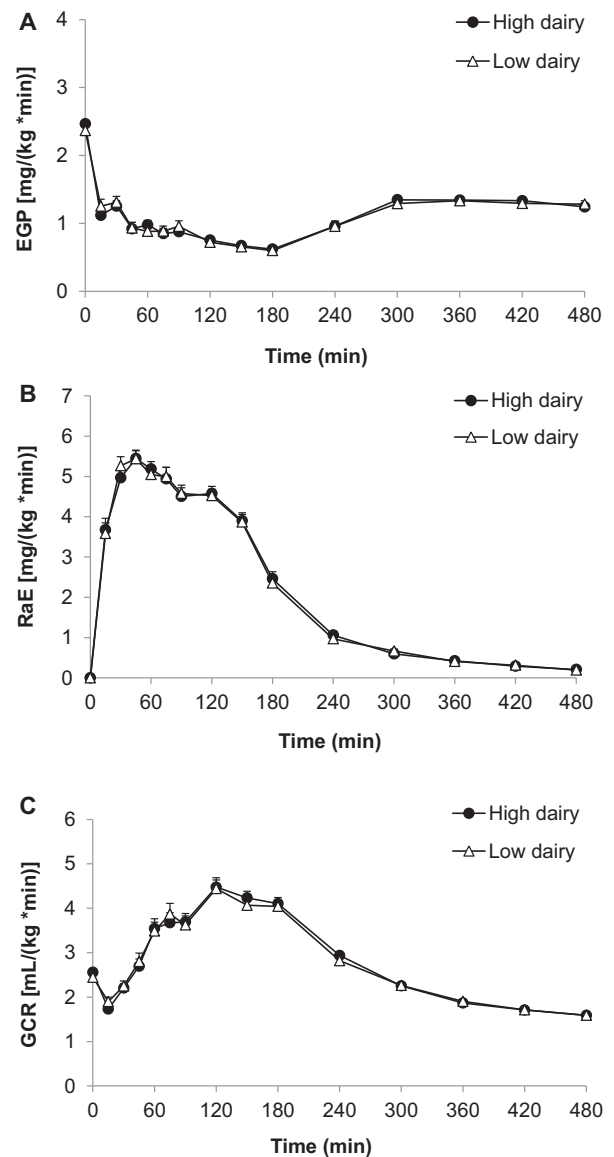 A
High dairy
Low dairy
4
3
2
1
0
EGP [mg/(kg *min)]
0 60 120 180 240 300 360 420 480
Time (min)
B
High dairy
Low dairy
7
6
5
4
3
2
1
0
RaE [mg/(kg *min)]
0 60 120 180 240 300 360 420 480
Time (min)
C
High dairy
Low dairy
6
5
4
3
2
1
0
GCR [mL/(kg *min)]
0 60 120 180 240 300 360 420 480
Time (min)